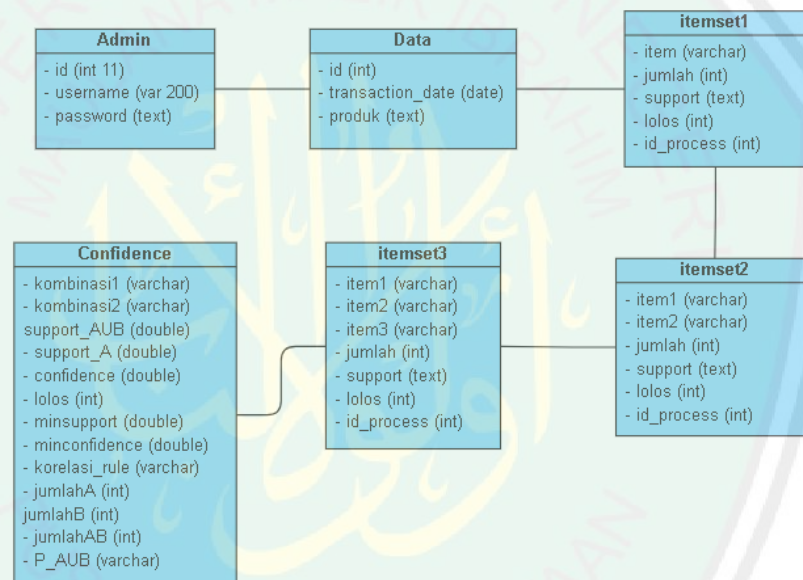 Admin
- id (int 11)
- username (var 200)
- password (text)
Data
- id (int)
- transaction_date (date)
- produk (text)
itemset1
- item (varchar)
- jumlah (int)
- support (text)
- lolos (int)
- id_process (int)
Confidence
- kombinasi1 (varchar)
- kombinasi2 (varchar)
support_AUB (double)
- support_A (double)
- confidence (double)
- lolos (int)
- minsupport (double)
- minconfidence (double)
- korelasi_rule (varchar)
- jumlahA (int)
jumlahB (int)
- jumlahAB (int)
- P_AUB (varchar)
itemset3
- item1 (varchar)
- item2 (varchar)
- item3 (varchar)
- jumlah (int)
- support (text)
- lolos (int)
- id_process (int)
itemset2
- item1 (varchar)
- item2 (varchar)
- jumlah (int)
- support (text)
- lolos (int)
- id_process (int)